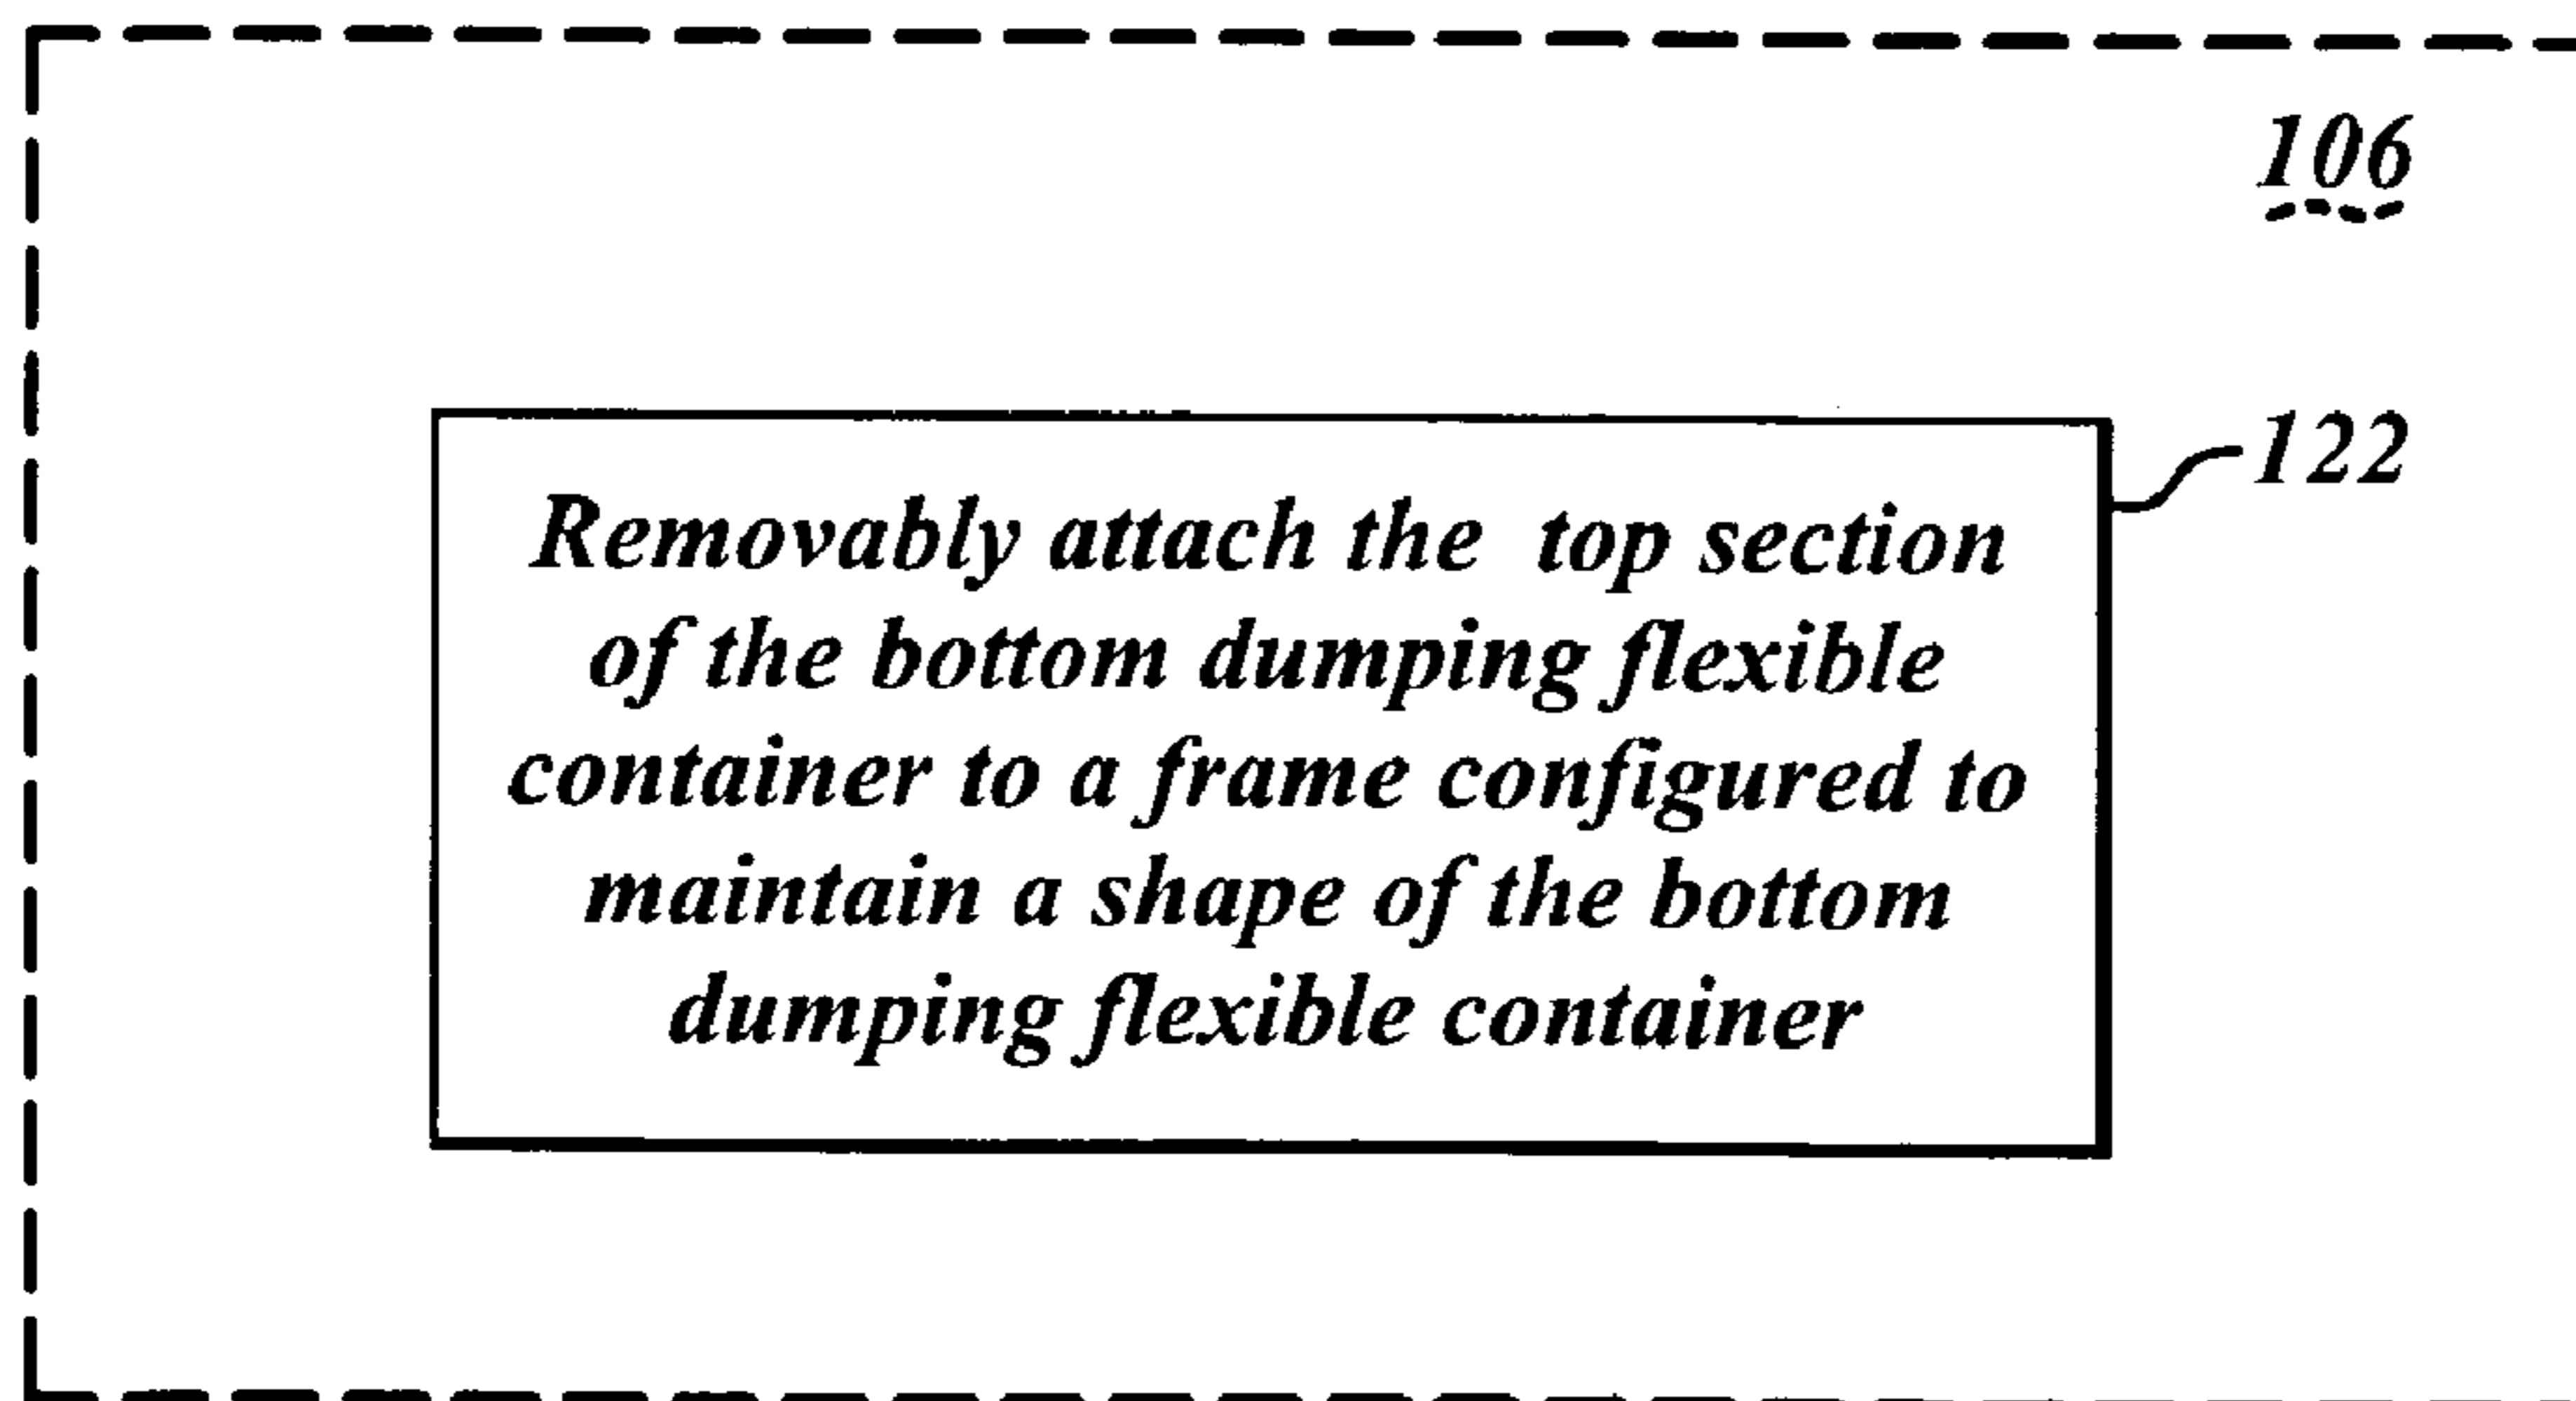 106
122
Removably attach the top section
of the bottom dumping flexible
container to a frame configured to
maintain a shape of the bottom
dumping flexible container